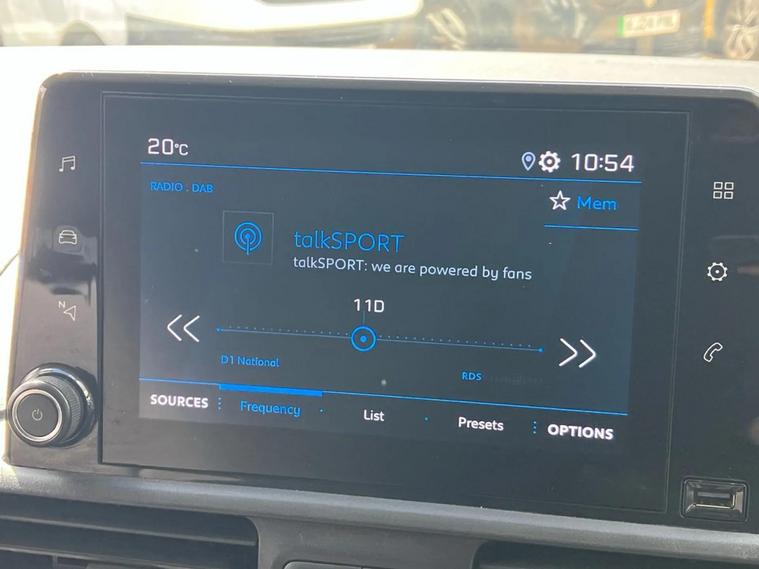 20°C
10:54
RADIO . DAB
Mem
talkSPORT
talkSPORT: we are powered by fans
11D
D1 National
RDS
SOURCES
Frequency
List
Presets
OPTIONS
N